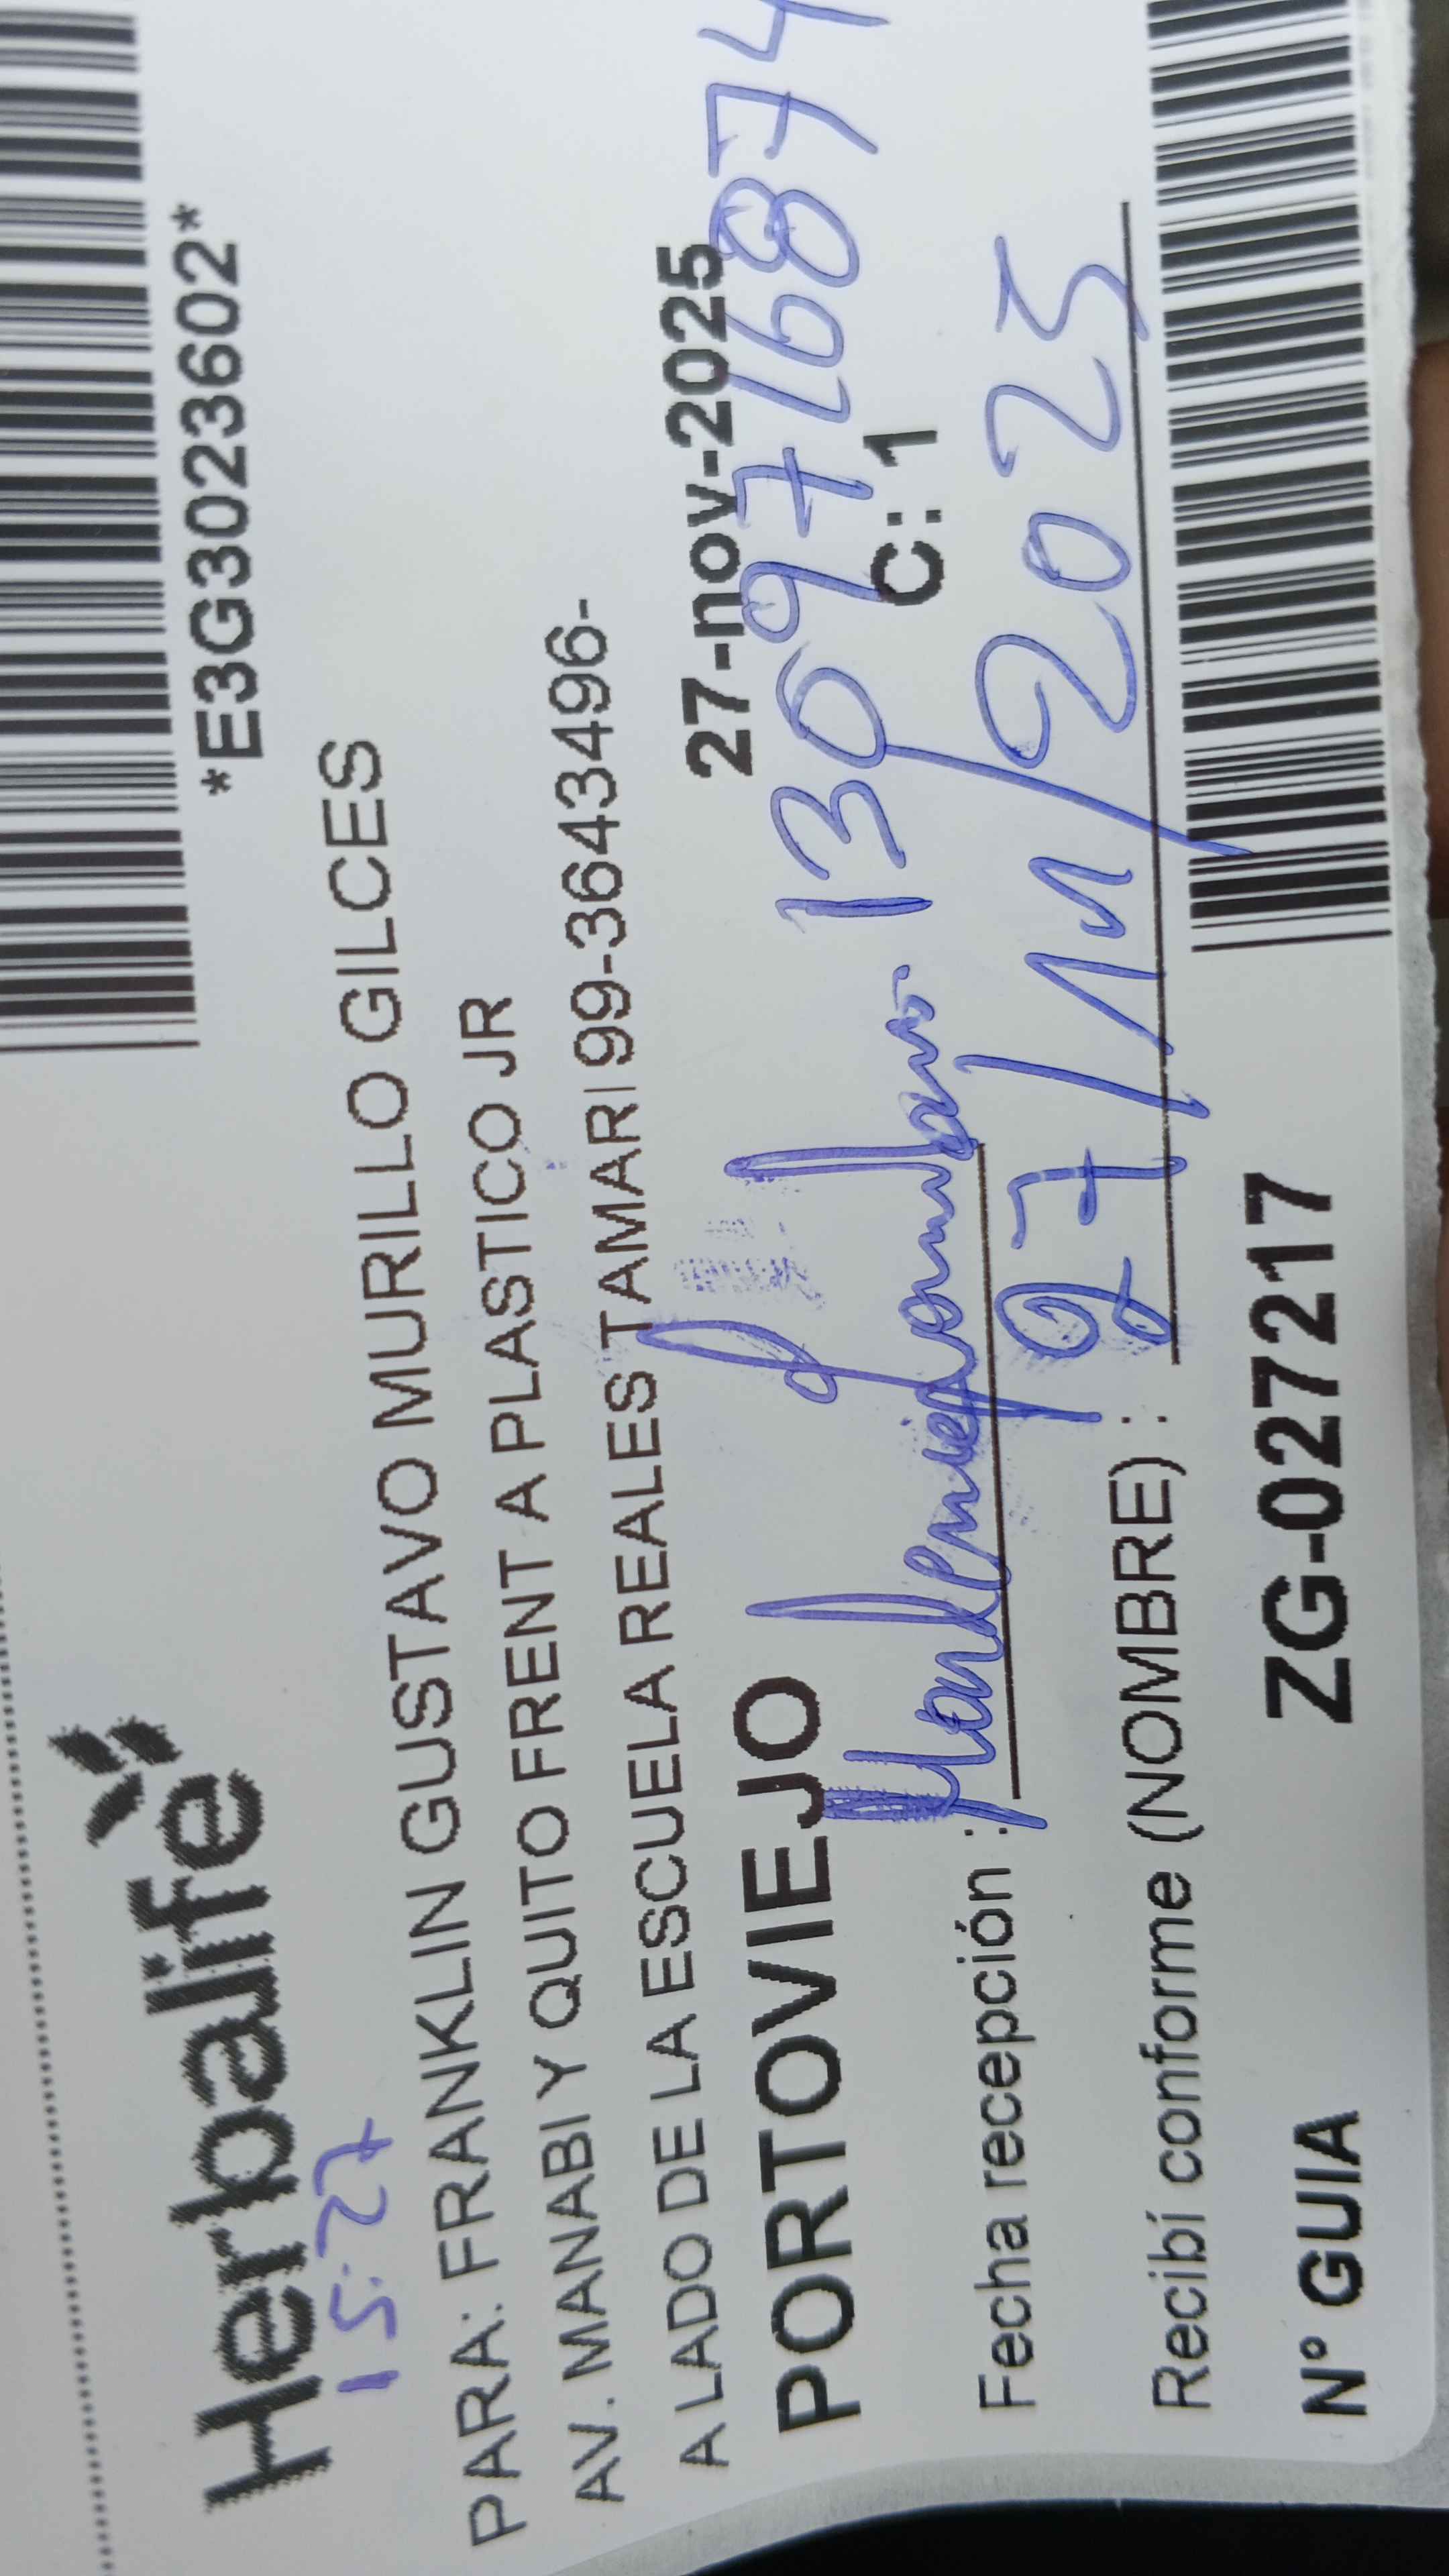 *E3G3023602*
Herbalife
15:27
PARA: FRANKLIN GUSTAVO MURILLO GILCES
AV. MANABI Y QUITO FRENT A PLASTICO JR
A LADO DE LA ESCUELA REALES TAMARI 99-3643496-
27-nov-2025
PORTOVIEJO
1309716874
C: 1
Fecha recepción :
27/11/2025
Recibí conforme (NOMBRE) :
N° GUIA ZG-027217